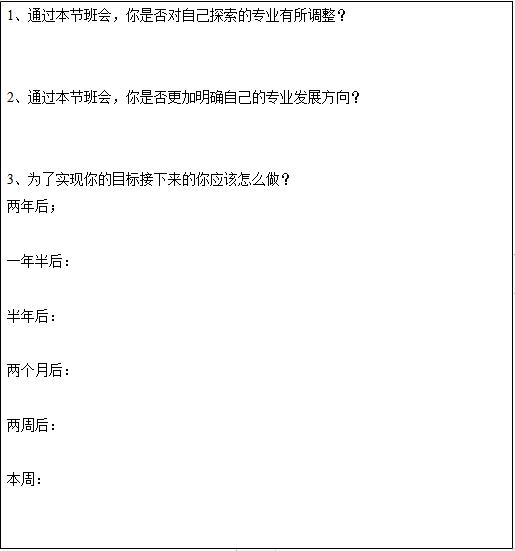 1、通过本节班会，你是否对自己探索的专业有所调整？
2、通过本节班会，你是否更加明确自己的专业发展方向？
3、为了实现你的目标接下来的你应该怎么做？
两年后；
一年半后：
半年后：
两个月后：
两周后：
本周：